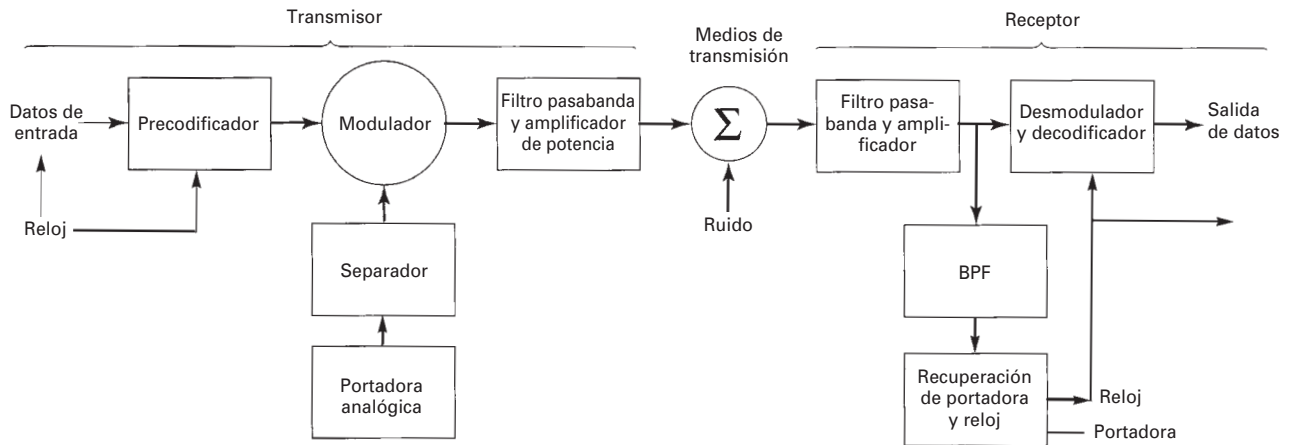 Transmisor
Receptor
Medios de
transmisión
Datos de
entrada
Precodificador
Modulador
Filtro pasabanda
y amplificador
de potencia
Σ
Filtro pasa-
banda y ampli-
ficador
Desmodulador
y decodificador
Salida
de datos
Reloj
Ruido
Separador
BPF
Portadora
analógica
Recuperación
de portadora
y reloj
Reloj
Portadora